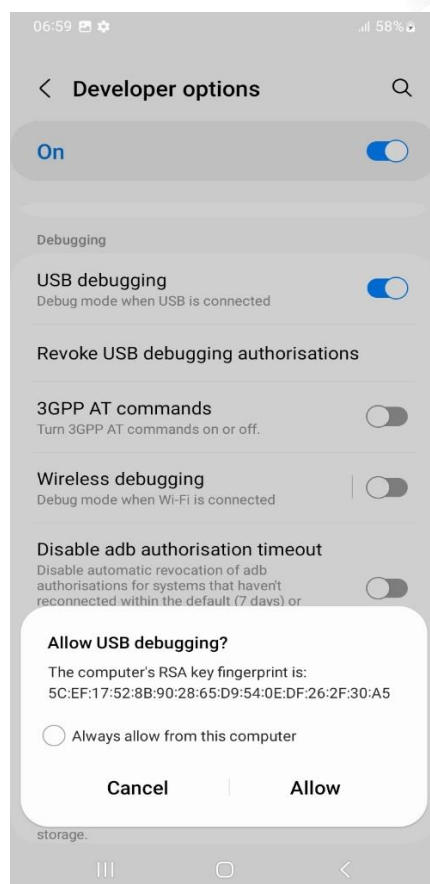 06:59
58%
Developer options
On
Debugging
USB debugging
Debug mode when USB is connected
Revoke USB debugging authorisations
3GPP AT commands
Turn 3GPP AT commands on or off.
Wireless debugging
Debug mode when Wi-Fi is connected
Disable adb authorisation timeout
Disable automatic revocation of adb
authorisations for systems that haven't
reconnected within the default (7 days) or
Allow USB debugging?
The computer's RSA key fingerprint is:
5C:EF:17:52:8B:90:28:65:D9:54:0E:DF:26:2F:30:A5
Always allow from this computer
Cancel
Allow
storage.